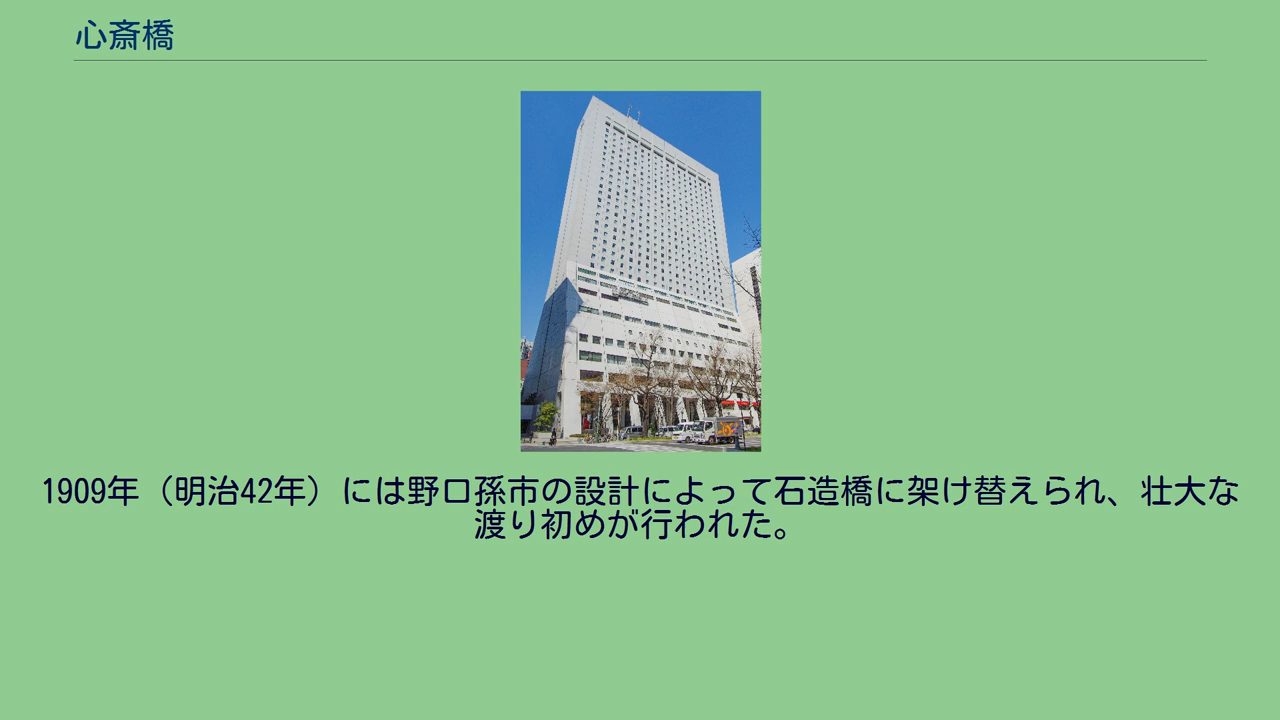 心斎橋
1909年（明治42年）には野口孫市の設計によって石造橋に架け替えられ、壮大な
渡り初めが行われた。